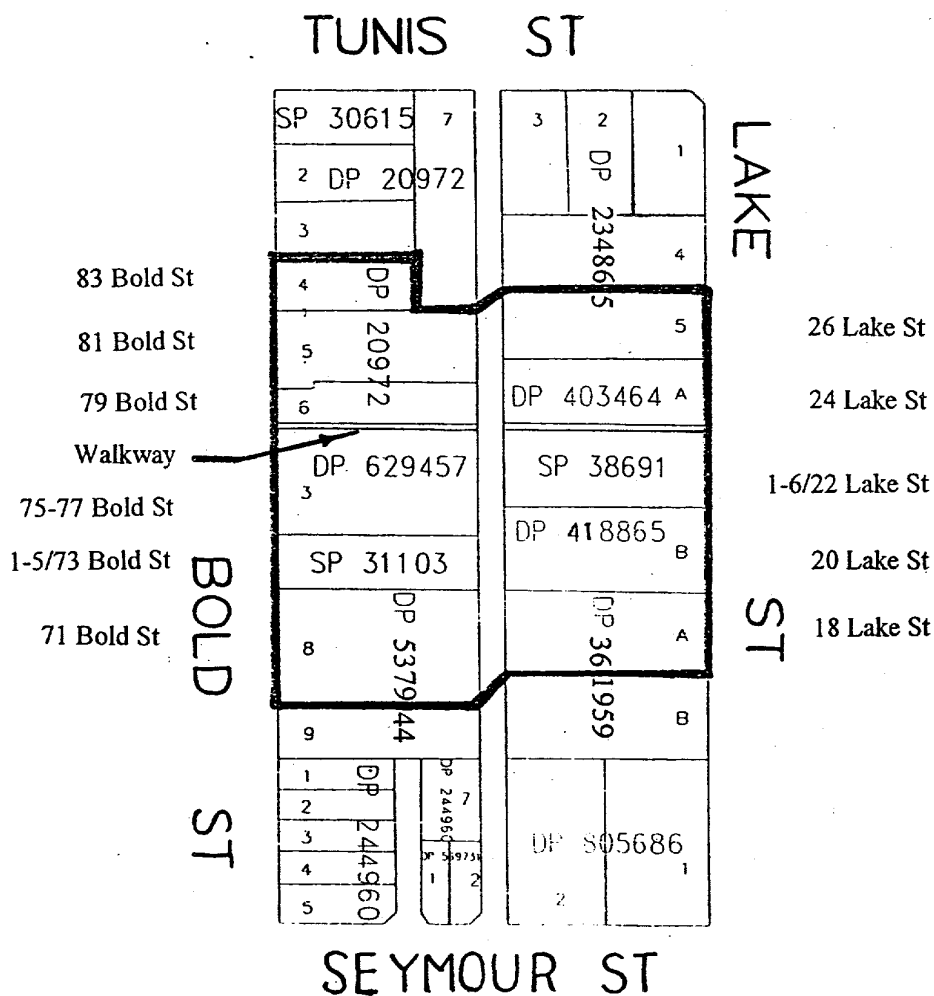 TUNIS ST
SP 30615
7
3
2
1
2 DP 20972
3
DP 234865
4
LAKE ST
83 Bold St
4
DP 20972
81 Bold St
5
5
26 Lake St
79 Bold St
6
DP 403464 A
24 Lake St
Walkway
DP 629457
3
SP 38691
1-6/22 Lake St
75-77 Bold St
DP 418865
B
1-5/73 Bold St
SP 31103
20 Lake St
BOLD ST
71 Bold St
8
DP 537944
DP 361959
A
18 Lake St
9
B
1
DP 244960
2
3
4
5
DP 244960
7
1
2
DP 805686
1
2
SEYMOUR ST